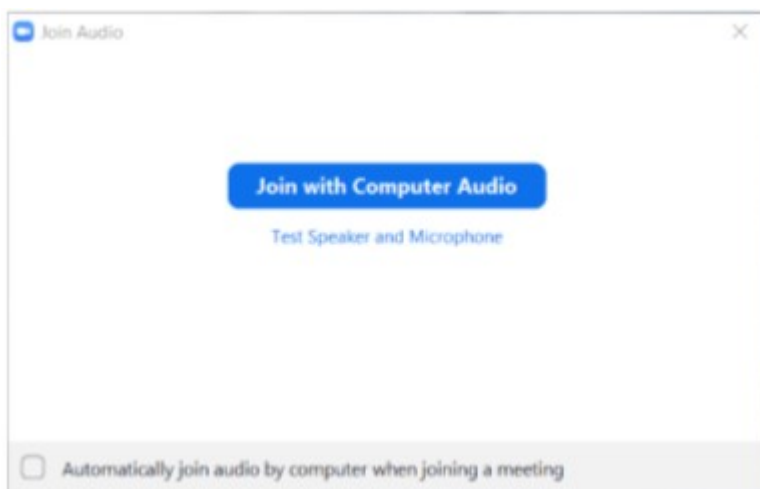 Join Audio
Join with Computer Audio
Test Speaker and Microphone
Automatically join audio by computer when joining a meeting